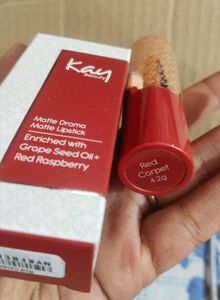 Kay
Beauty
Matte Drama
Matte Lipstick
Enriched with
Grape Seed Oil +
Red Raspberry
Red
Carpet
4.2g